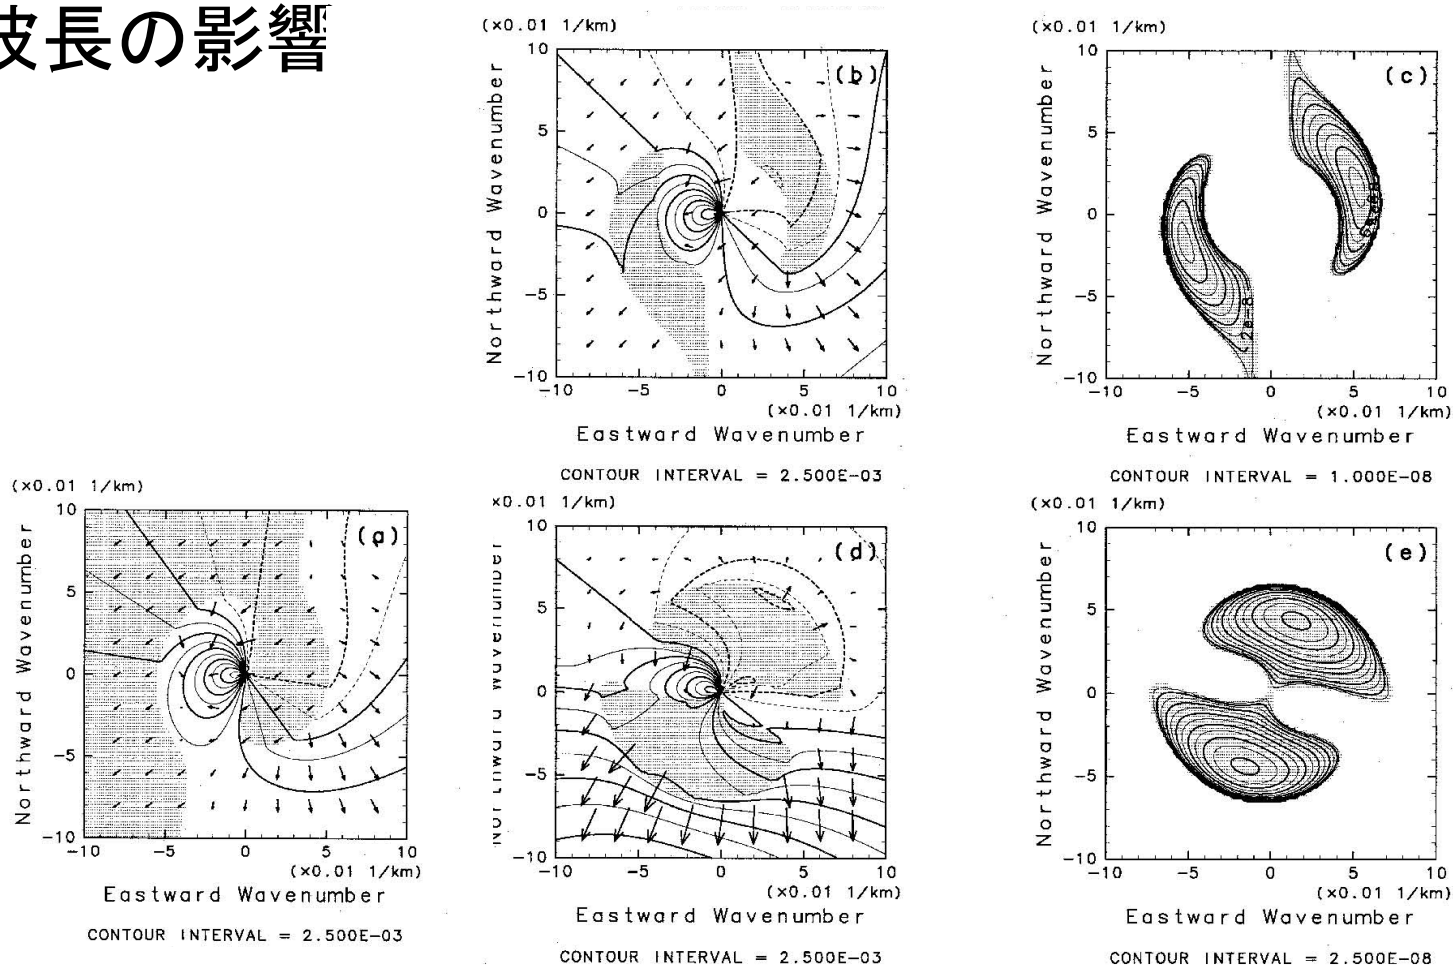 長の影響
(×0.01 1/km)
Northward Wavenumber
10
5
0
−5
−10
(b)
−10 −5 0 5 10
(×0.01 1/km)
Eastward Wavenumber
CONTOUR INTERVAL = 2.500E−03
(×0.01 1/km)
Northward Wavenumber
10
5
0
−5
−10
(c)
2e−8
−10 −5 0 5 10
(×0.01 1/km)
Eastward Wavenumber
CONTOUR INTERVAL = 1.000E−08
(×0.01 1/km)
Northward Wavenumber
10
5
0
−5
−10
(a)
−10 −5 0 5 10
(×0.01 1/km)
Eastward Wavenumber
CONTOUR INTERVAL = 2.500E−03
×0.01 1/km)
Northward Wavenumber
10
5
0
−5
−10
(d)
−10 −5 0 5 10
(×0.01 1/km)
Eastward Wavenumber
CONTOUR INTERVAL = 2.500E−03
(×0.01 1/km)
Northward Wavenumber
10
5
0
−5
−10
(e)
−10 −5 0 5 10
(×0.01 1/km)
Eastward Wavenumber
CONTOUR INTERVAL = 2.500E−08